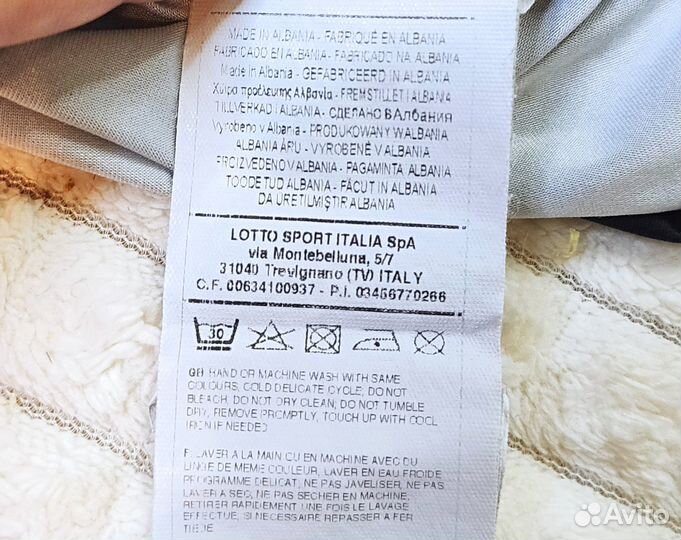 MADE IN ALBANIA - FABRIQUÉ EN ALBANIA
FABRICADO EN ALBANIA - FABRICADO NA ALBANIA
Made in Albania - GEFABRICEERD in ALBANIA
Χώρα προέλευσης Αλβανία - FREMSTILLET I ALBANIA
TILLVERKAD I ALBANIA - СДЕЛАНО В Албания
Vyrobeno v Albania - PRODUKOWANY W ALBANIA
ALBANIA ÁRU - VYROBENÉ V ALBANIA
PROIZVEDENO V ALBANIA - PAGAMINTA ALBANIA
TOODETUD ALBANIA - FĂCUT IN ALBANIA
DA ÜRETILMIŞTIR ALBANIA
LOTTO SPORT ITALIA SpA
via Montebelluna, 5/7
31040 Trevignano (TV) ITALY
C.F. 00634100937 - P.I. 03466770266
30
GB HAND OR MACHINE WASH WITH SAME
COLOURS, COLD DELICATE CYCLE, DO NOT
BLEACH, DO NOT DRY CLEAN, DO NOT TUMBLE
DRY, REMOVE PROMPTLY, TOUCH UP WITH COOL
IRON IF NEEDED
F LAVER A LA MAIN OU EN MACHINE AVEC DU
LINGE DE MEME COULEUR, LAVER EN EAU FROIDE
PROGRAMME DELICAT, NE PAS JAVELISER, NE PAS
LAVER A SEC, NE PAS SECHER EN MACHINE,
RETIRER RAPIDEMENT UNE FOIS LE LAVAGE
EFFECTUE, SI NECESSAIRE REPASSER A FER
TIEDE
Avito